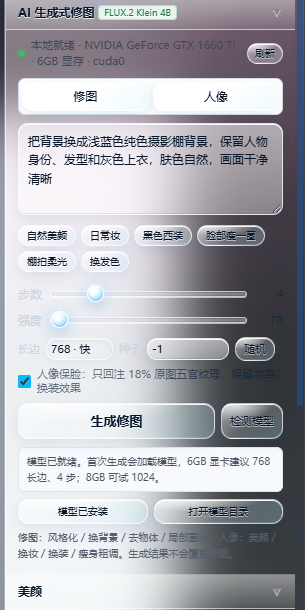 AI 生成式修图 FLUX.2 Klein 4B
本地就绪 · NVIDIA GeForce GTX 1660 Ti
· 6GB 显存 · cuda0
刷新
修图 人像
把背景换成浅蓝色纯色摄影棚背景，保留人物
身份、发型和灰色上衣，肤色自然，画面干净
清晰
自然美颜 日常妆 黑色西装 脸部瘦一圈
棚拍柔光 换发色
步数 4
强度 78
长边 768 · 快 种子 -1 随机
人像保脸：只回注 18% 原图五官纹理，保留妆容/
换装效果
生成修图 检测模型
模型已就绪。首次生成会加载模型，6GB 显卡建议 768
长边、4 步；8GB 可试 1024。
模型已安装 打开模型目录
修图：风格化 / 换背景 / 去物体 / 局部重绘 人像：美颜 /
换妆 / 换装 / 瘦身粗调。生成结果不会覆
美颜